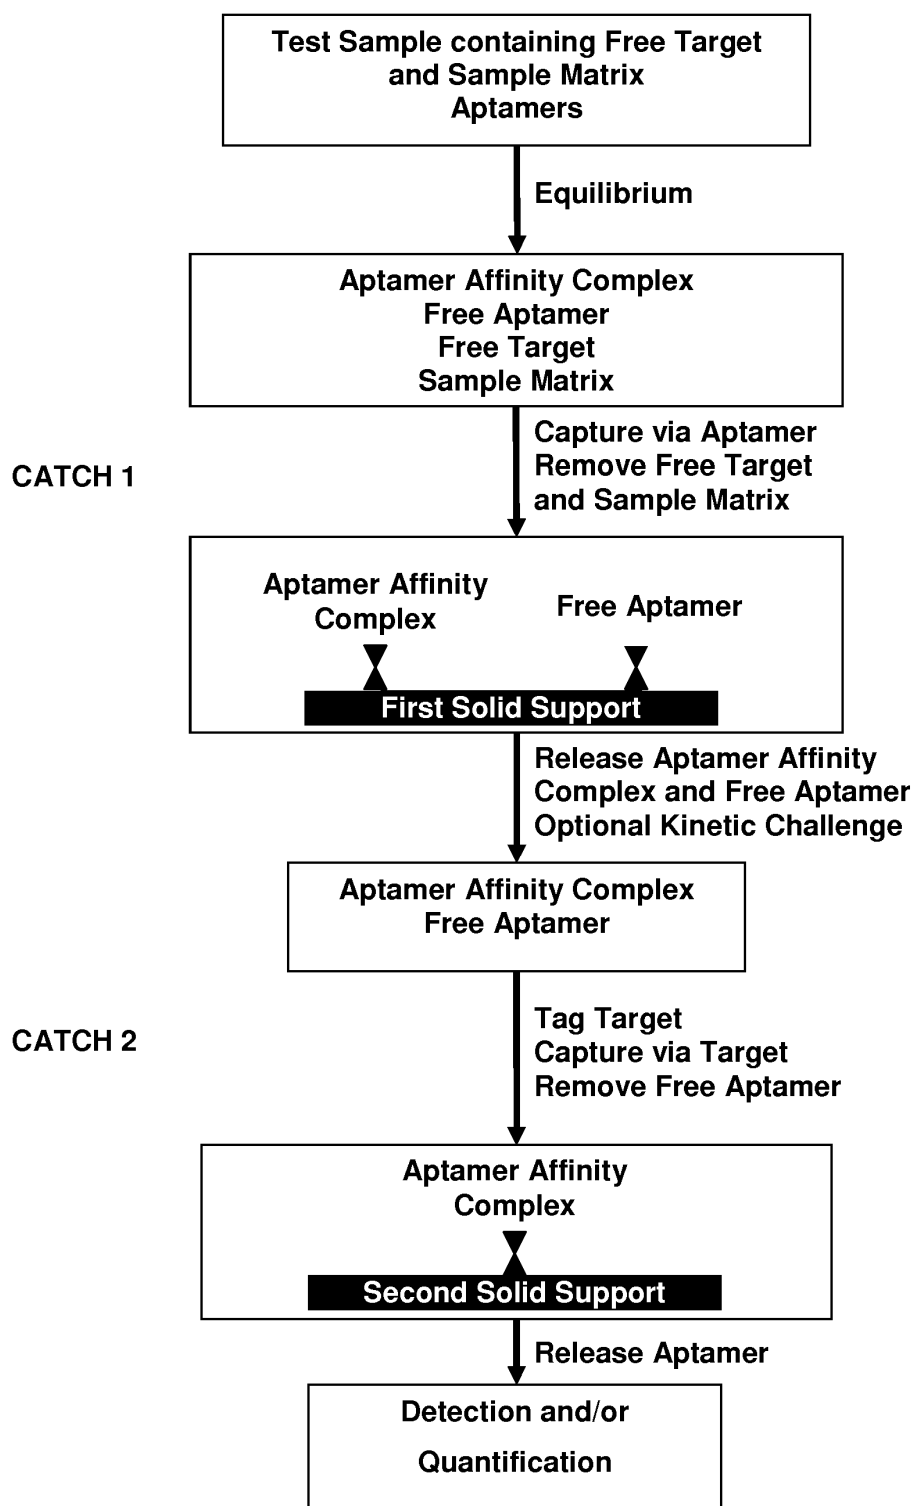 Test Sample containing Free Target
and Sample Matrix
Aptamers
Equilibrium
Aptamer Affinity Complex
Free Aptamer
Free Target
Sample Matrix
CATCH 1
Capture via Aptamer
Remove Free Target
and Sample Matrix
Aptamer Affinity
Complex
Free Aptamer
First Solid Support
Release Aptamer Affinity
Complex and Free Aptamer
Optional Kinetic Challenge
Aptamer Affinity Complex
Free Aptamer
CATCH 2
Tag Target
Capture via Target
Remove Free Aptamer
Aptamer Affinity
Complex
Second Solid Support
Release Aptamer
Detection and/or
Quantification